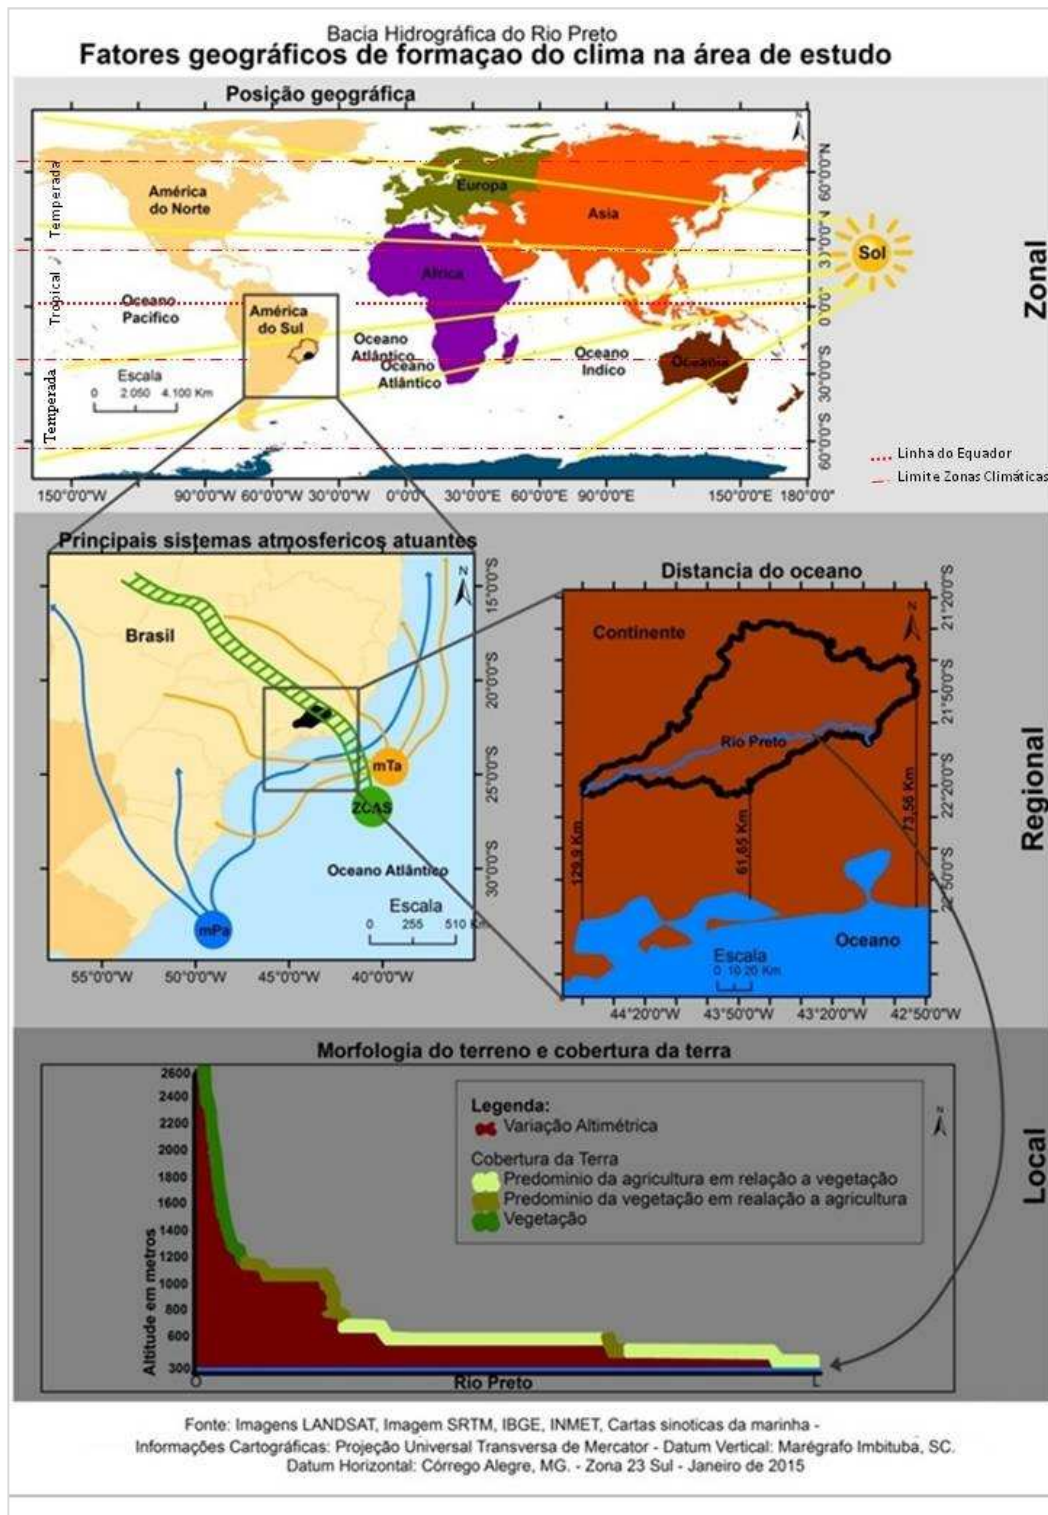 Bacia Hidrográfica do Rio Preto
Fatores geográficos de formaçao do clima na área de estudo
Posição geográfica
Zonal
Temperada
Tropical
Temperada
América
do Norte
Europa
Asia
Africa
Sol
Oceano
Pacifico
América
do Sul
Oceano
Atlântico
Oceano
Atlântico
Oceano
Indico
Oceania
Escala
0 2.050 4.100 Km
60°0'0"N
0°0'0"
30°0'0"S
60°0'0"S
Linha do Equador
Limite Zonas Climáticas
150°0'0"W 90°0'0"W 30°0'0"W 0°0'0" 30°0'0"E 60°0'0"E 90°0'0"E 150°0'0"E 180°0'0"
Regional
Principais sistemas atmosfericos atuantes
N
Brasil
mTa
ZCAS
mPa
Oceano Atlântico
Escala
0 255 510 Km
15°0'0"S
20°0'0"S
25°0'0"S
30°0'0"S
55°0'0"W 50°0'0"W 45°0'0"W 40°0'0"W
Distancia do oceano
Continente
N
Rio Preto
129,9 Km
61,65 Km
73,56 Km
Oceano
Escala
0 10 20 Km
21°20'0"S
21°50'0"S
22°20'0"S
44°20'0"W 43°50'0"W 43°20'0"W 42°50'0"W
Local
Morfologia do terreno e cobertura da terra
Altitude em metros
2600
2400
2200
2000
1800
1600
1400
1200
1000
800
600
300
Legenda:
Variação Altimétrica
Cobertura da Terra
Predominio da agricultura em relação a vegetação
Predominio da vegetação em realação a agricultura
Vegetação
N
O
Rio Preto
L
Fonte: Imagens LANDSAT, Imagem SRTM, IBGE, INMET, Cartas sinoticas da marinha -
Informações Cartográficas: Projeção Universal Transversa de Mercator - Datum Vertical: Marégrafo Imbituba, SC.
Datum Horizontal: Córrego Alegre, MG. - Zona 23 Sul - Janeiro de 2015